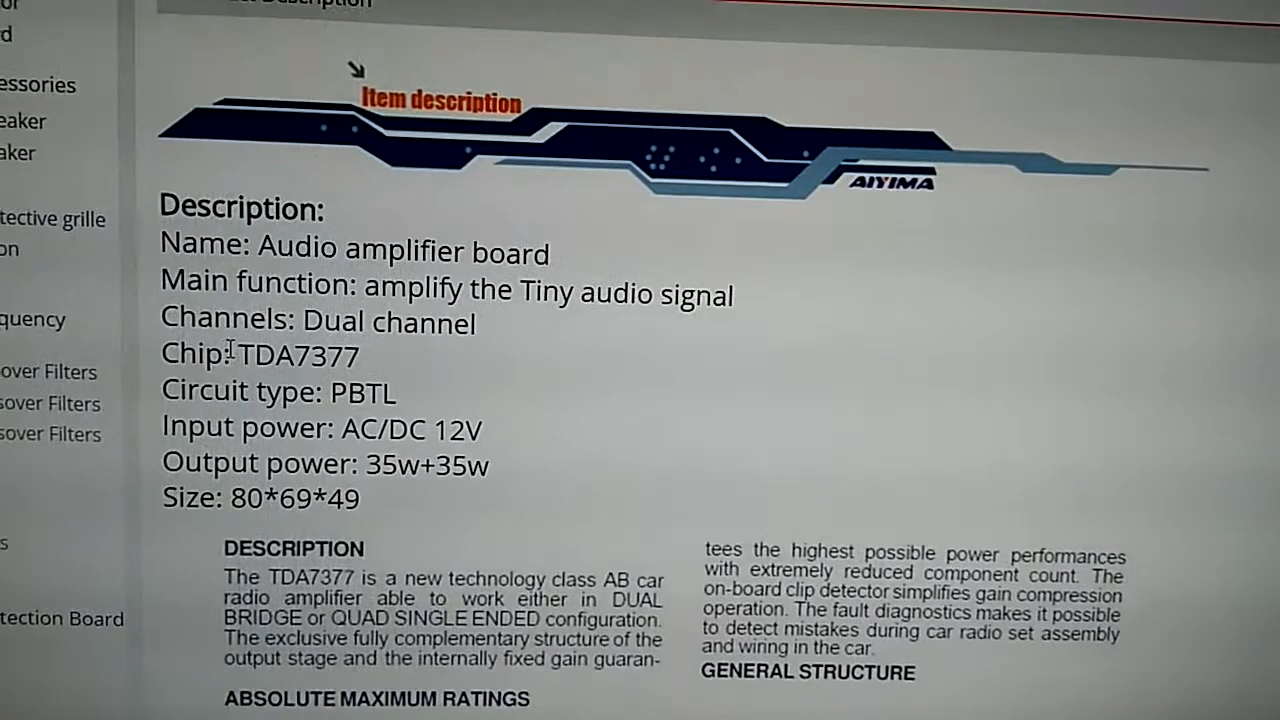 Item description
AIYIMA
Description:
Name: Audio amplifier board
Main function: amplify the Tiny audio signal
Channels: Dual channel
Chip: TDA7377
Circuit type: PBTL
Input power: AC/DC 12V
Output power: 35w+35w
Size: 80*69*49
DESCRIPTION
The TDA7377 is a new technology class AB car
radio amplifier able to work either in DUAL
BRIDGE or QUAD SINGLE ENDED configuration.
The exclusive fully complementary structure of the
output stage and the internally fixed gain guaran-
ABSOLUTE MAXIMUM RATINGS
tees the highest possible power performances
with extremely reduced component count. The
on-board clip detector simplifies gain compression
operation. The fault diagnostics makes it possible
to detect mistakes during car radio set assembly
and wiring in the car.
GENERAL STRUCTURE
essories
eaker
aker
tective grille
on
quency
over Filters
sover Filters
sover Filters
s
tection Board